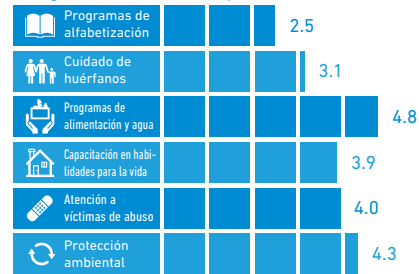 Programas de
alfabetización
2.5
Cuidado de
huérfanos
3.1
Programas de
alimentación y agua
4.8
Capacitación en habi-
lidades para la vida
3.9
Atención a
víctimas de abuso
4.0
Protección
ambiental
4.3